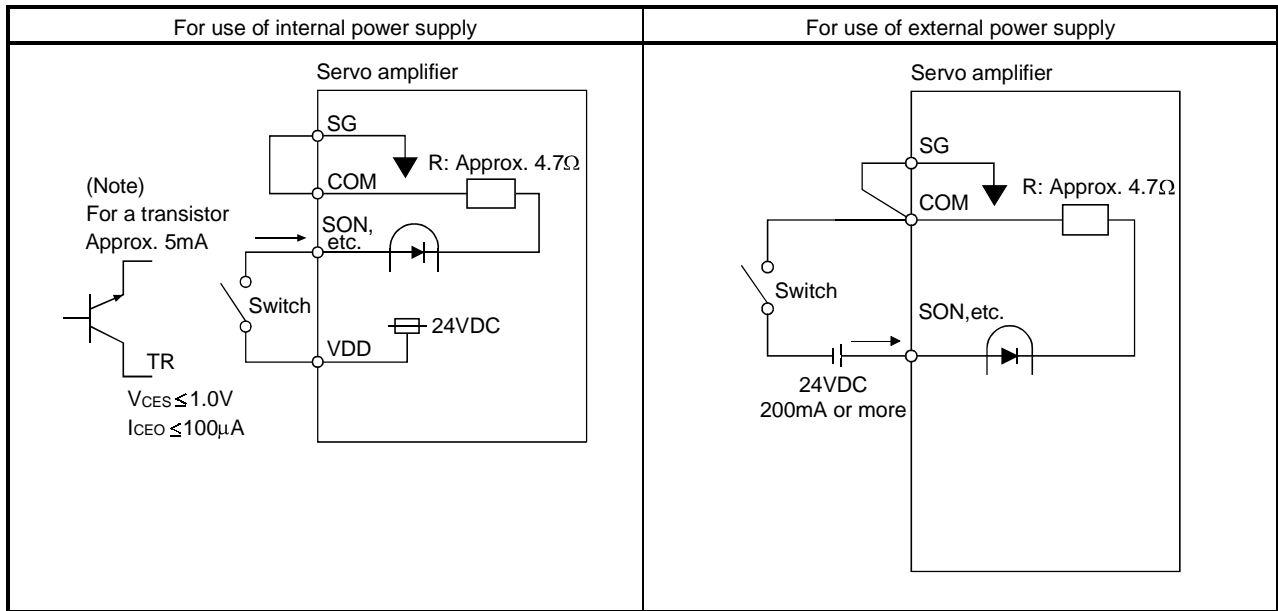 For use of internal power supply
For use of external power supply
Servo amplifier
SG
R: Approx. 4.7Ω
COM
(Note)
For a transistor
Approx. 5mA
SON,
etc.
Switch
24VDC
VDD
TR
VCES ≤1.0V
ICEO ≤100μA
Servo amplifier
SG
R: Approx. 4.7Ω
COM
Switch
SON,etc.
24VDC
200mA or more